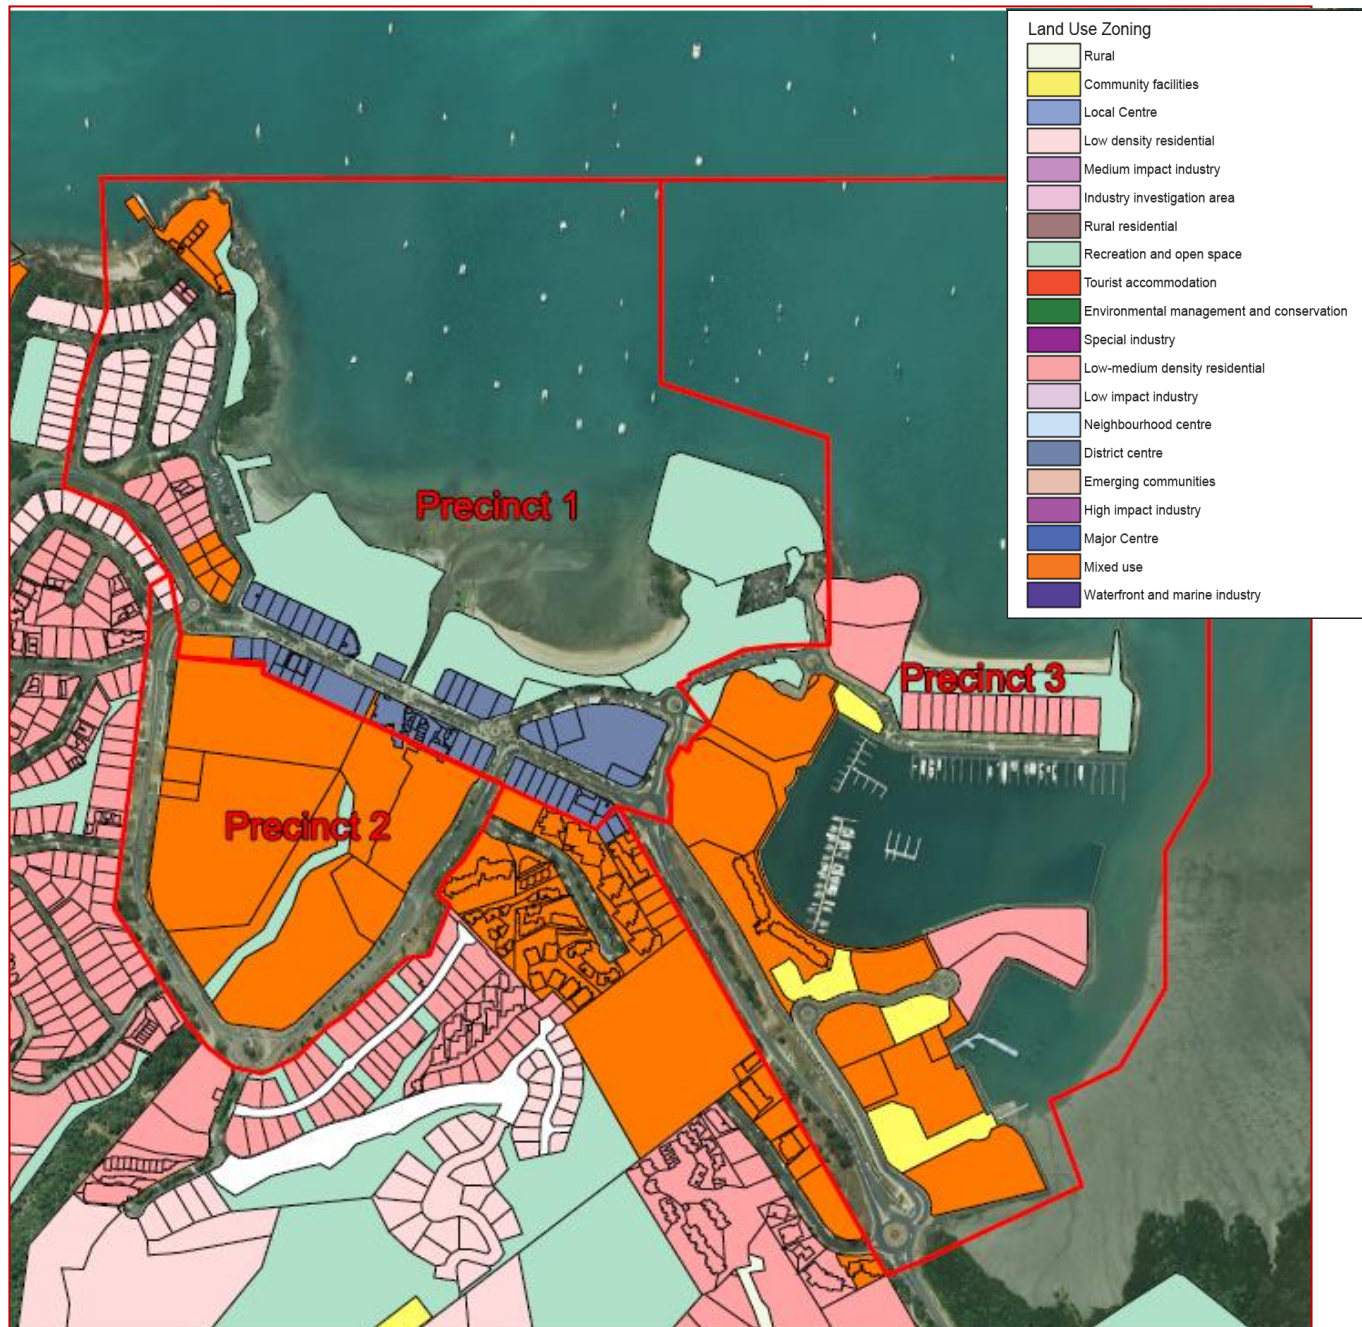 Land Use Zoning
Rural
Community facilities
Local Centre
Low density residential
Medium impact industry
Industry investigation area
Rural residential
Recreation and open space
Tourist accommodation
Environmental management and conservation
Special industry
Low-medium density residential
Low impact industry
Neighbourhood centre
District centre
Emerging communities
High impact industry
Major Centre
Mixed use
Waterfront and marine industry
Precinct 1
Precinct 3
Precinct 2